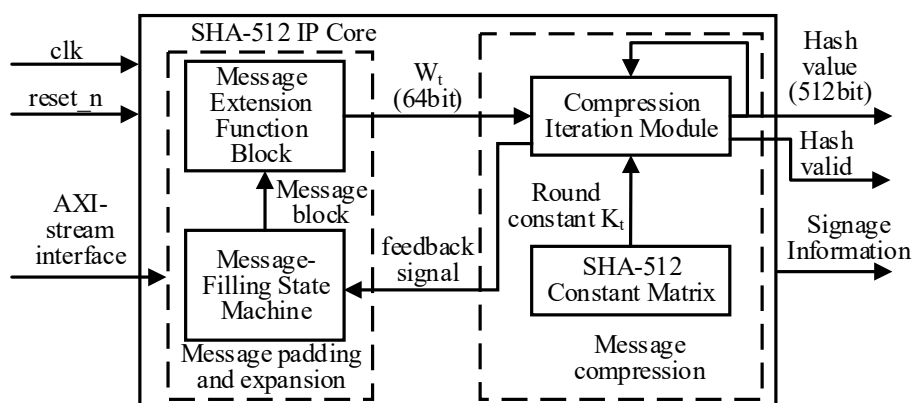 SHA-512 IP Core
clk
reset_n
AXI-
stream
interface
Message
Extension
Function
Block
Message
block
Message-
Filling State
Machine
Message padding
and expansion
W_t
(64bit)
feedback
signal
Compression
Iteration Module
Round
constant K_t
SHA-512
Constant Matrix
Message
compression
Hash
value
(512bit)
Hash
valid
Signage
Information